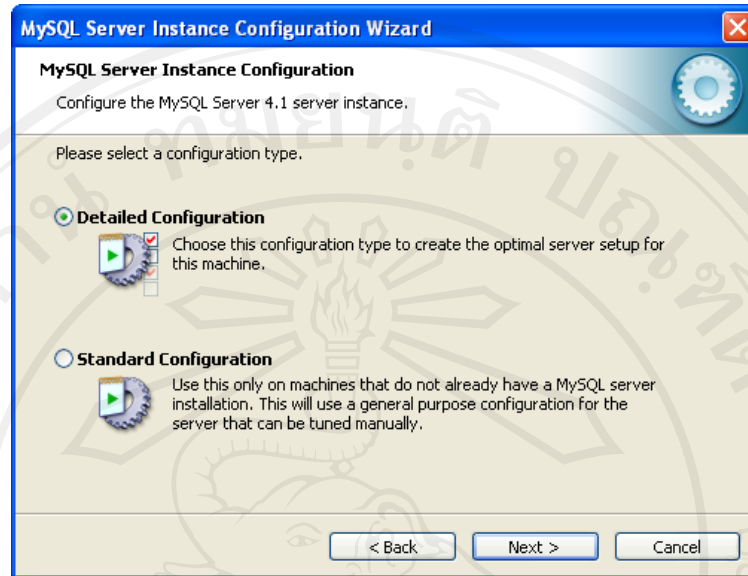 MySQL Server Instance Configuration Wizard
MySQL Server Instance Configuration
Configure the MySQL Server 4.1 server instance.
Please select a configuration type.
Detailed Configuration
Choose this configuration type to create the optimal server setup for
this machine.
Standard Configuration
Use this only on machines that do not already have a MySQL server
installation. This will use a general purpose configuration for the
server that can be tuned manually.
< Back
Next >
Cancel